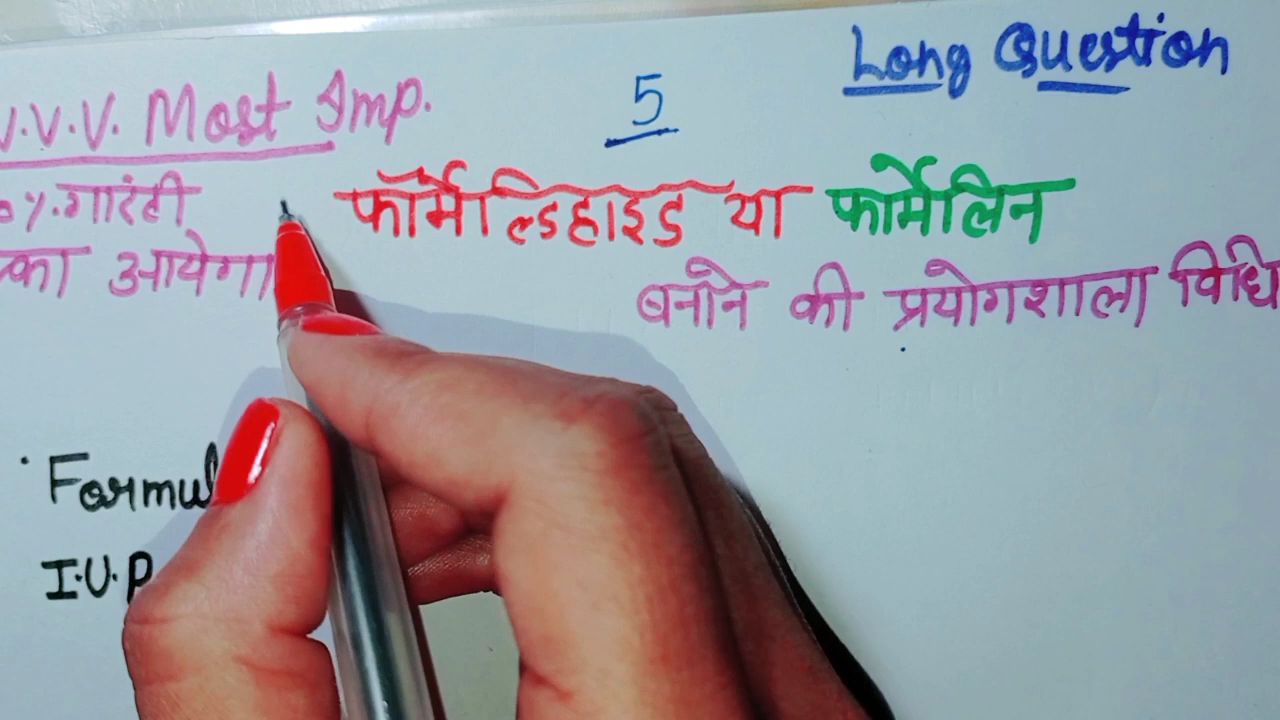 Long Question
V.V.V. Most Imp.
5
%.गारंटी
फॉर्मेल्डिहाइड या फार्मेलिन
का आयेगा
बनाने की प्रयोगशाला विधि
Formul
I.U.P